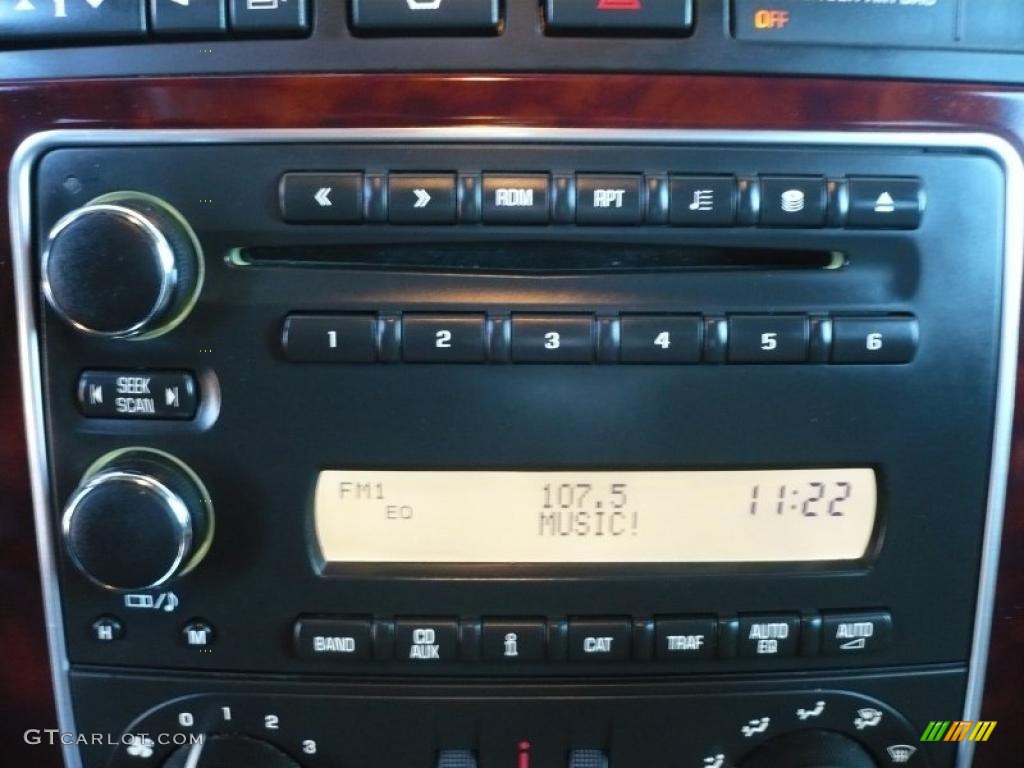 OFF
RDM RPT
1 2 3 4 5 6
SEEK
SCAN
FM1 107.5 11:22
EQ MUSIC!
H M
BAND CD AUX i CAT TRAF AUTO EQ AUTO
0 1 2 3
GTCARLOT.COM